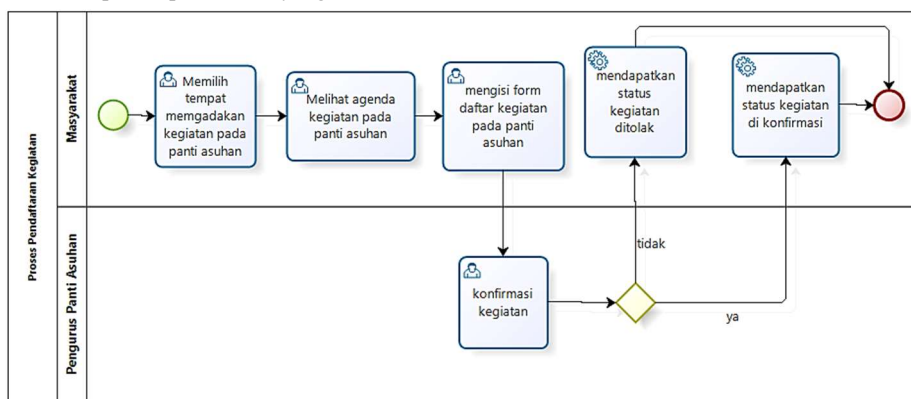 Proses Pendaftaran Kegiatan
Masyarakat
Memilih
tempat
memgadakan
kegiatan pada
panti asuhan
Melihat agenda
kegiatan pada
panti asuhan
mengisi form
daftar kegiatan
pada panti
asuhan
mendapatkan
status
kegiatan
ditolak
mendapatkan
status kegiatan
di konfirmasi
Pengurus Panti Asuhan
konfirmasi
kegiatan
tidak
ya